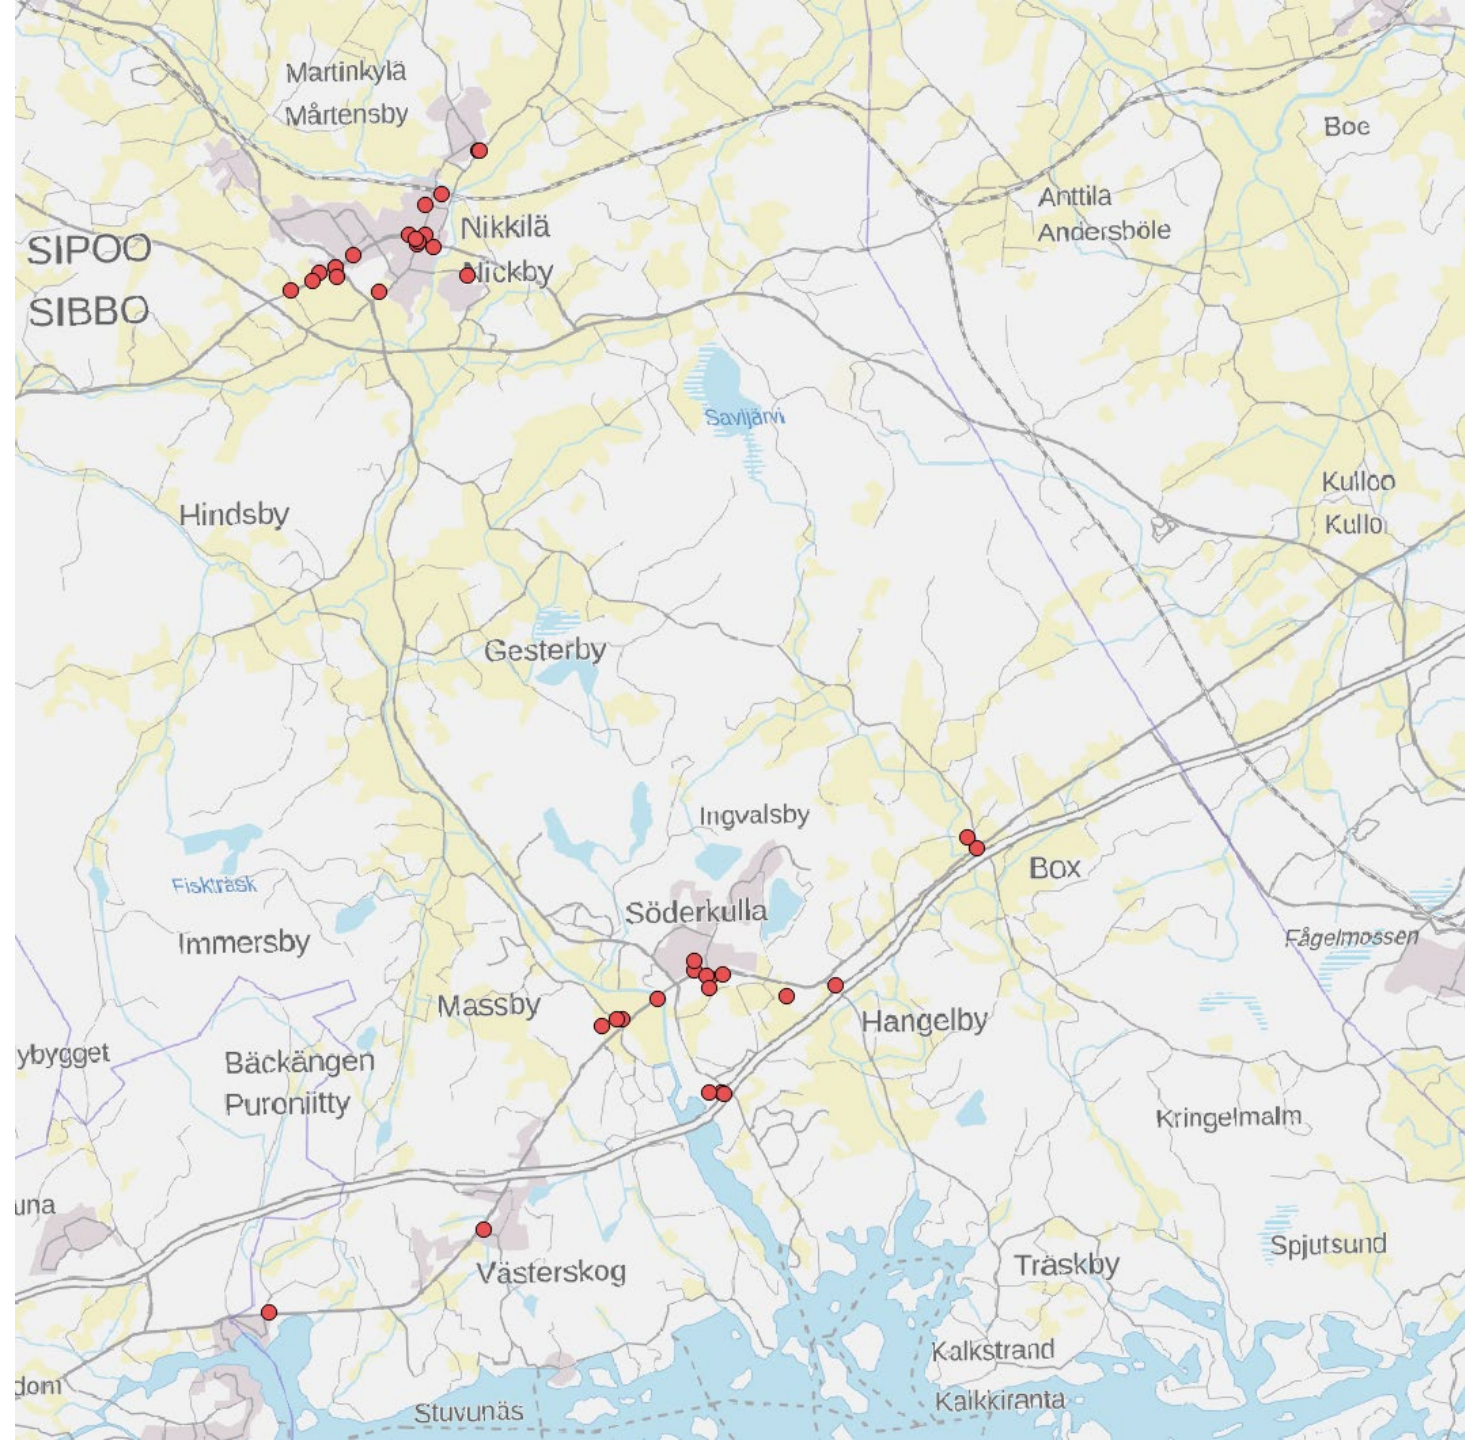 Martinkylä
Mårtensby
Boe
Anttila
Andersböle
Nikkilä
Nickby
SIPOO
SIBBO
Savijärvi
Kulloo
Kullo
Hindsby
Gesterby
Ingvalsby
Box
Fiskträsk
Söderkulla
Immersby
Fågelmossen
Massby
Hangelby
ybygget
Bäckängen
Puroniitty
Kringelmalm
una
Spjutsund
Träskby
Västerskog
Kalkstrand
Kalkkiranta
dom
Stuvunäs